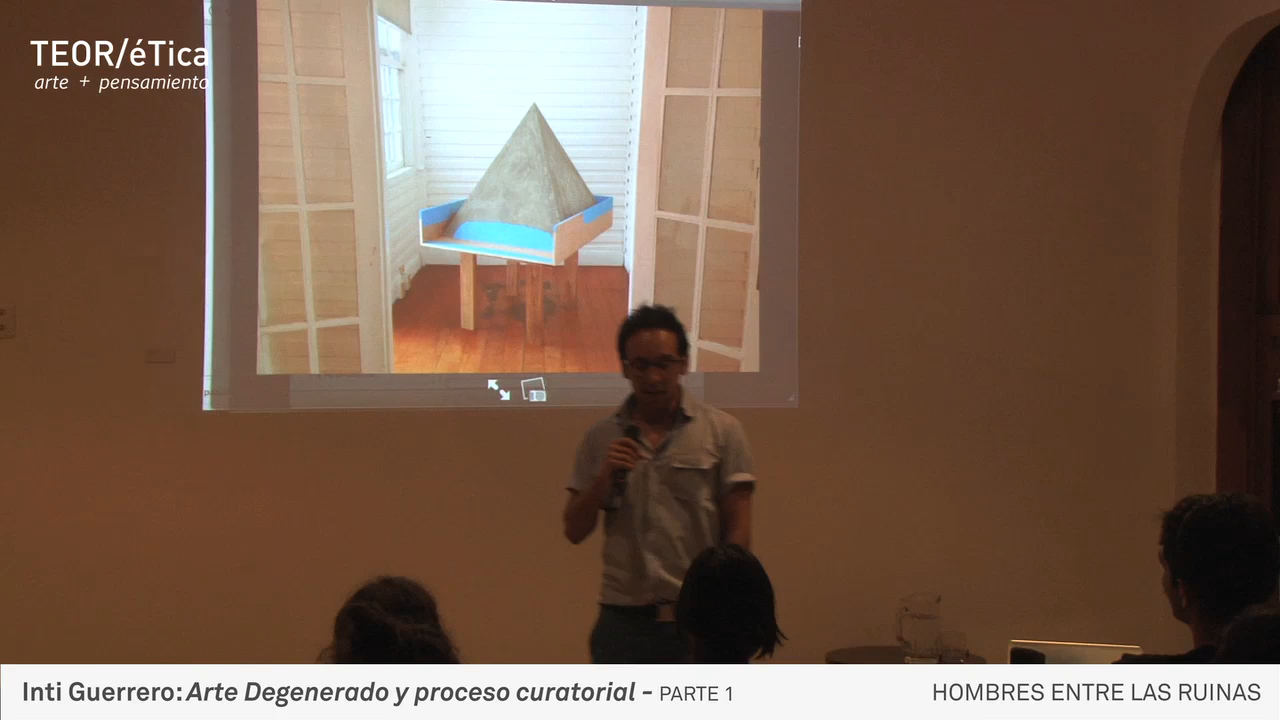 TEOR/éTica
arte + pensamiento
Inti Guerrero: Arte Degenerado y proceso curatorial - PARTE 1
HOMBRES ENTRE LAS RUINAS